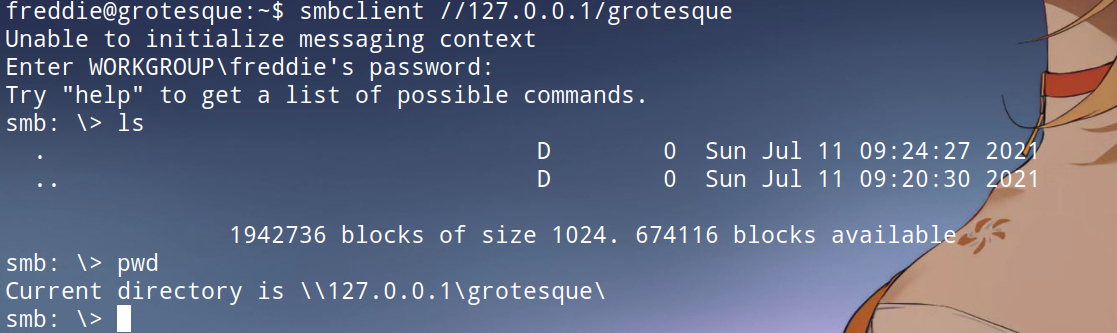 freddie@grotesque:~$ smbclient //127.0.0.1/grotesque
Unable to initialize messaging context
Enter WORKGROUP\freddie's password:
Try "help" to get a list of possible commands.
smb: \> ls
  .                                   D        0  Sun Jul 11 09:24:27 2021
  ..                                  D        0  Sun Jul 11 09:20:30 2021

                1942736 blocks of size 1024. 674116 blocks available
smb: \> pwd
Current directory is \\127.0.0.1\grotesque\
smb: \>